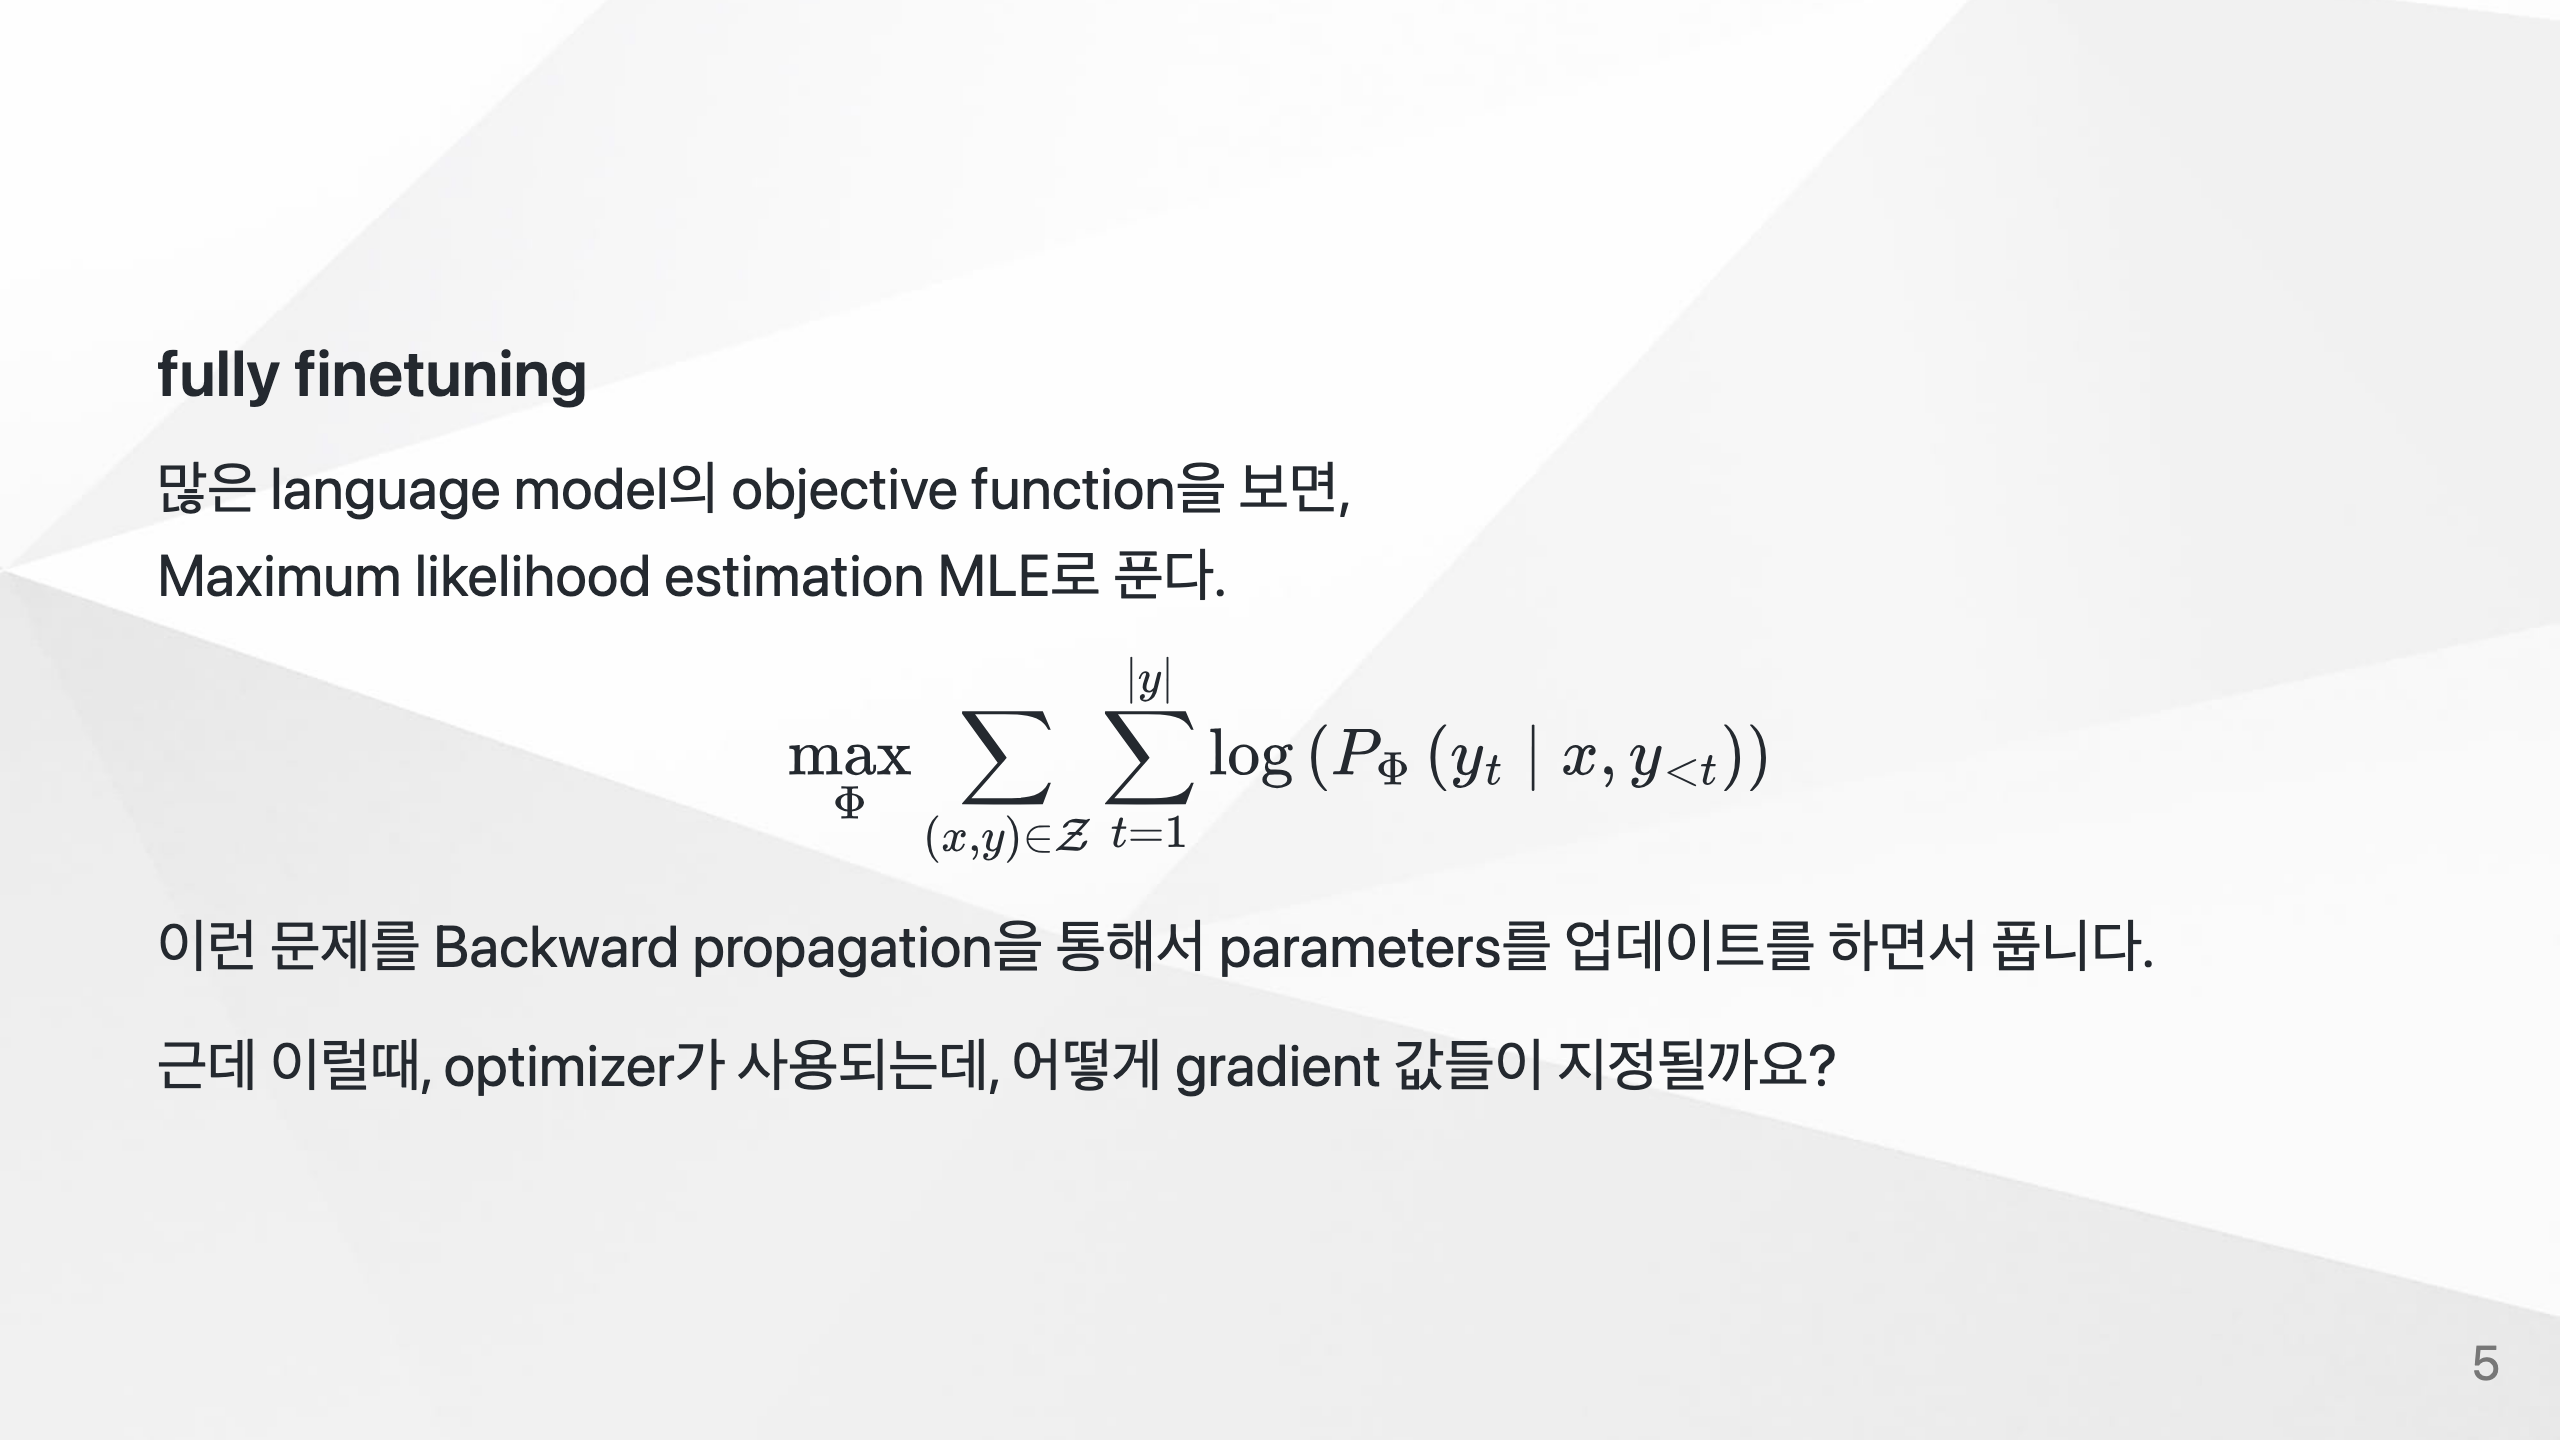 fully finetuning
많은 language model의 objective function을 보면,
Maximum likelihood estimation MLE로 푼다.
max_Φ ∑_{(x,y)∈𝒵} ∑_{t=1}^{|y|} log (P_Φ (y_t | x, y_{<t}))
이런 문제를 Backward propagation을 통해서 parameters를 업데이트를 하면서 풉니다.
근데 이럴때, optimizer가 사용되는데, 어떻게 gradient 값들이 지정될까요?
5